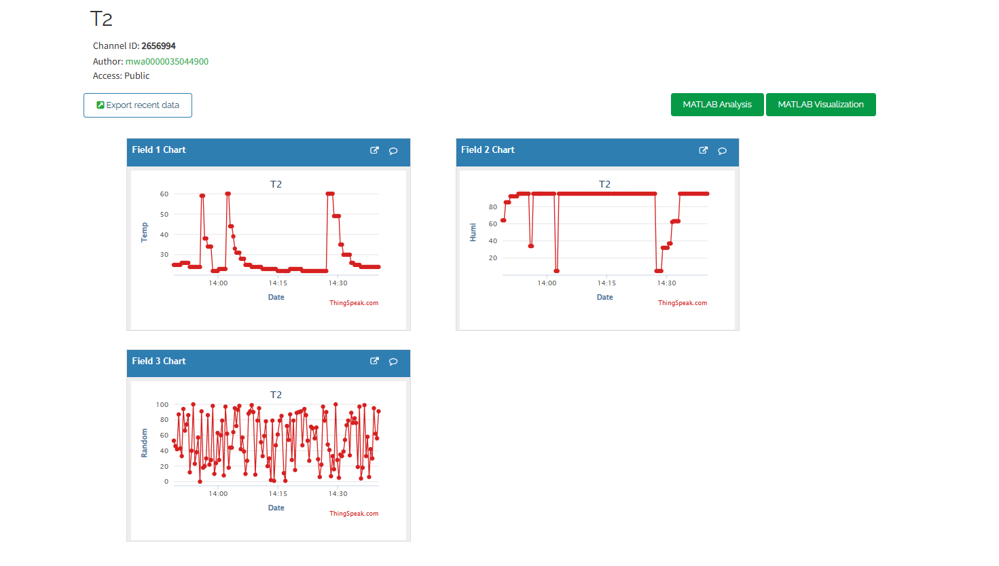 T2
Channel ID: 2656994
Author: mwa0000035044900
Access: Public
Export recent data
MATLAB Analysis
MATLAB Visualization
Field 1 Chart
T2
60
50
40
30
Temp
14:00 14:15 14:30
Date
ThingSpeak.com
Field 2 Chart
T2
80
60
40
20
Humi
14:00 14:15 14:30
Date
ThingSpeak.com
Field 3 Chart
T2
100
80
60
40
20
0
Random
14:00 14:15 14:30
Date
ThingSpeak.com